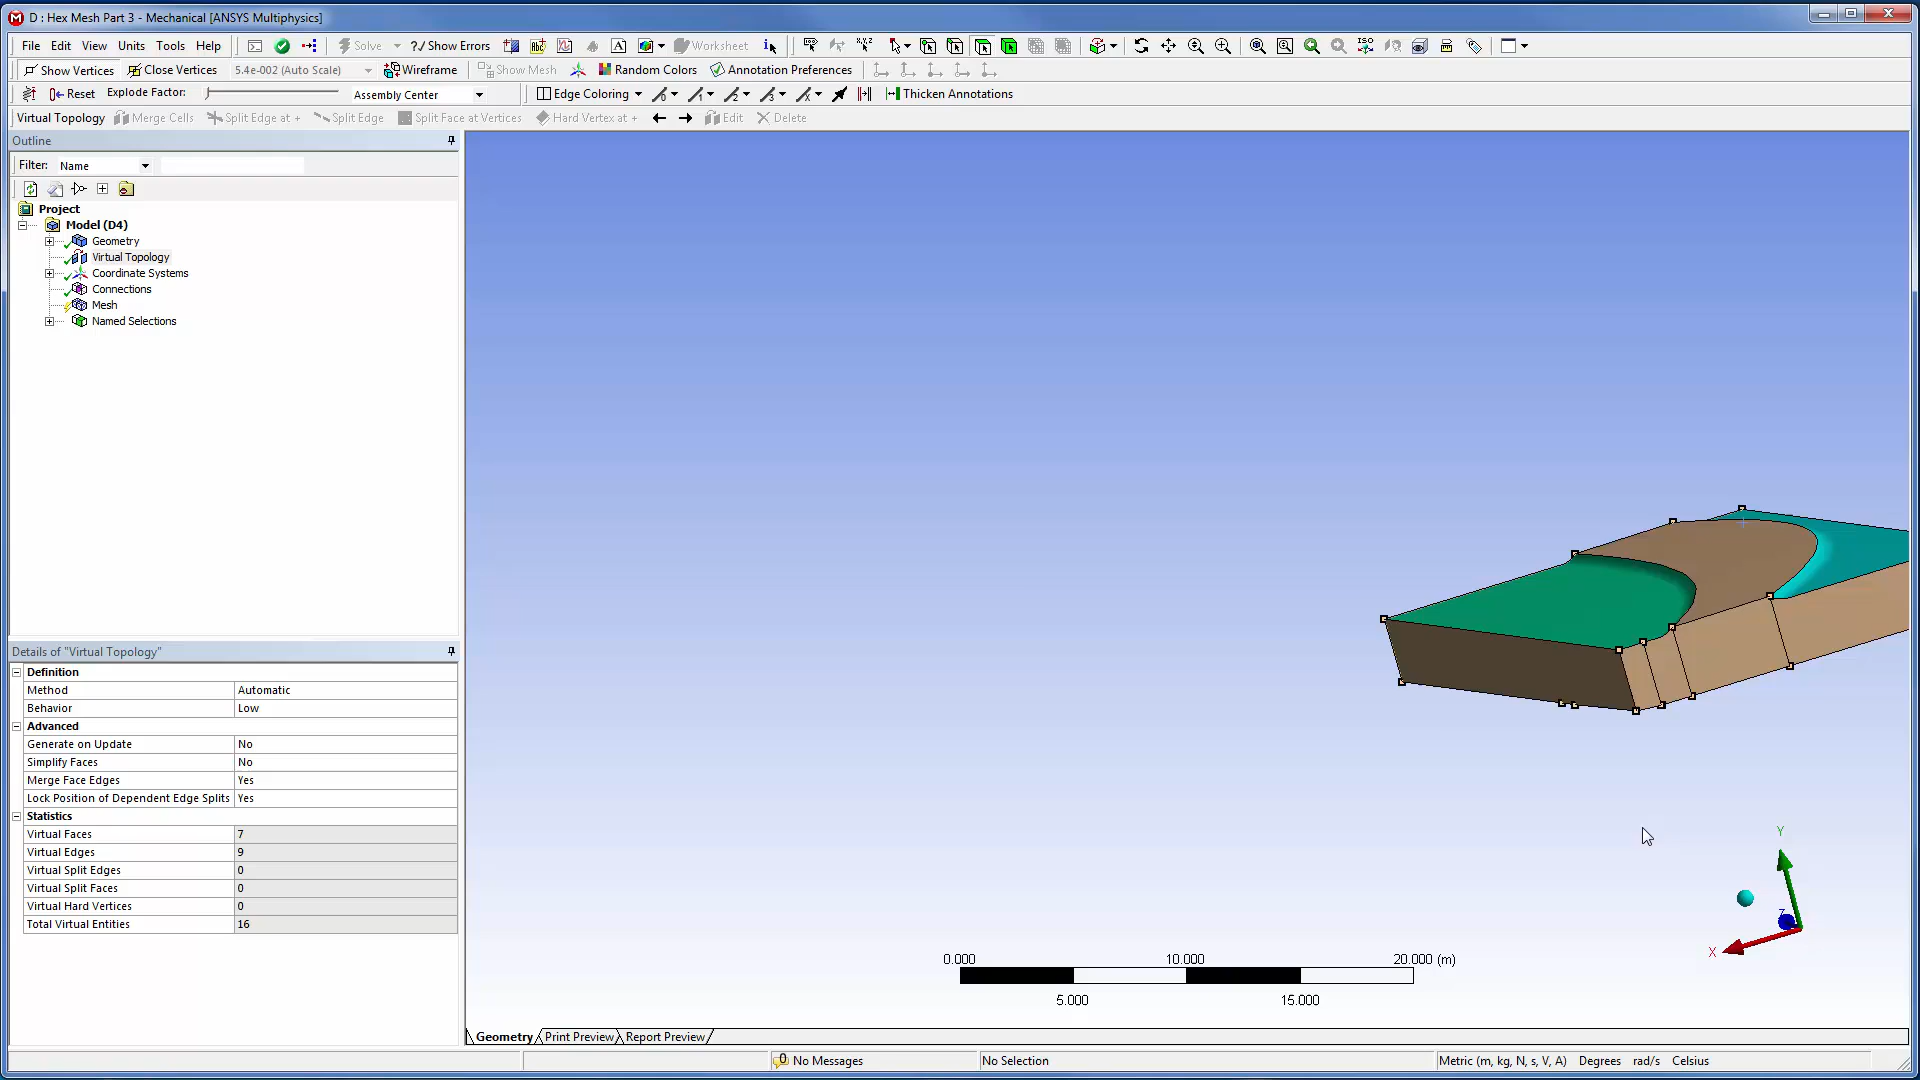 D : Hex Mesh Part 3 - Mechanical [ANSYS Multiphysics]
File Edit View Units Tools Help Solve ?/ Show Errors Worksheet
Show Vertices Close Vertices 5.4e-002 (Auto Scale) Wireframe Show Mesh Random Colors Annotation Preferences
Reset Explode Factor: Assembly Center Edge Coloring Thicken Annotations
Virtual Topology Merge Cells Split Edge at + Split Edge Split Face at Vertices Hard Vertex at + Edit Delete
Outline
Filter: Name
Project
Model (D4)
Geometry
Virtual Topology
Coordinate Systems
Connections
Mesh
Named Selections
Details of "Virtual Topology"
Definition
Method Automatic
Behavior Low
Advanced
Generate on Update No
Simplify Faces No
Merge Face Edges Yes
Lock Position of Dependent Edge Splits Yes
Statistics
Virtual Faces 7
Virtual Edges 9
Virtual Split Edges 0
Virtual Split Faces 0
Virtual Hard Vertices 0
Total Virtual Entities 16
Y
Z
X
0.000 10.000 20.000 (m)
5.000 15.000
Geometry Print Preview Report Preview
No Messages No Selection Metric (m, kg, N, s, V, A) Degrees rad/s Celsius